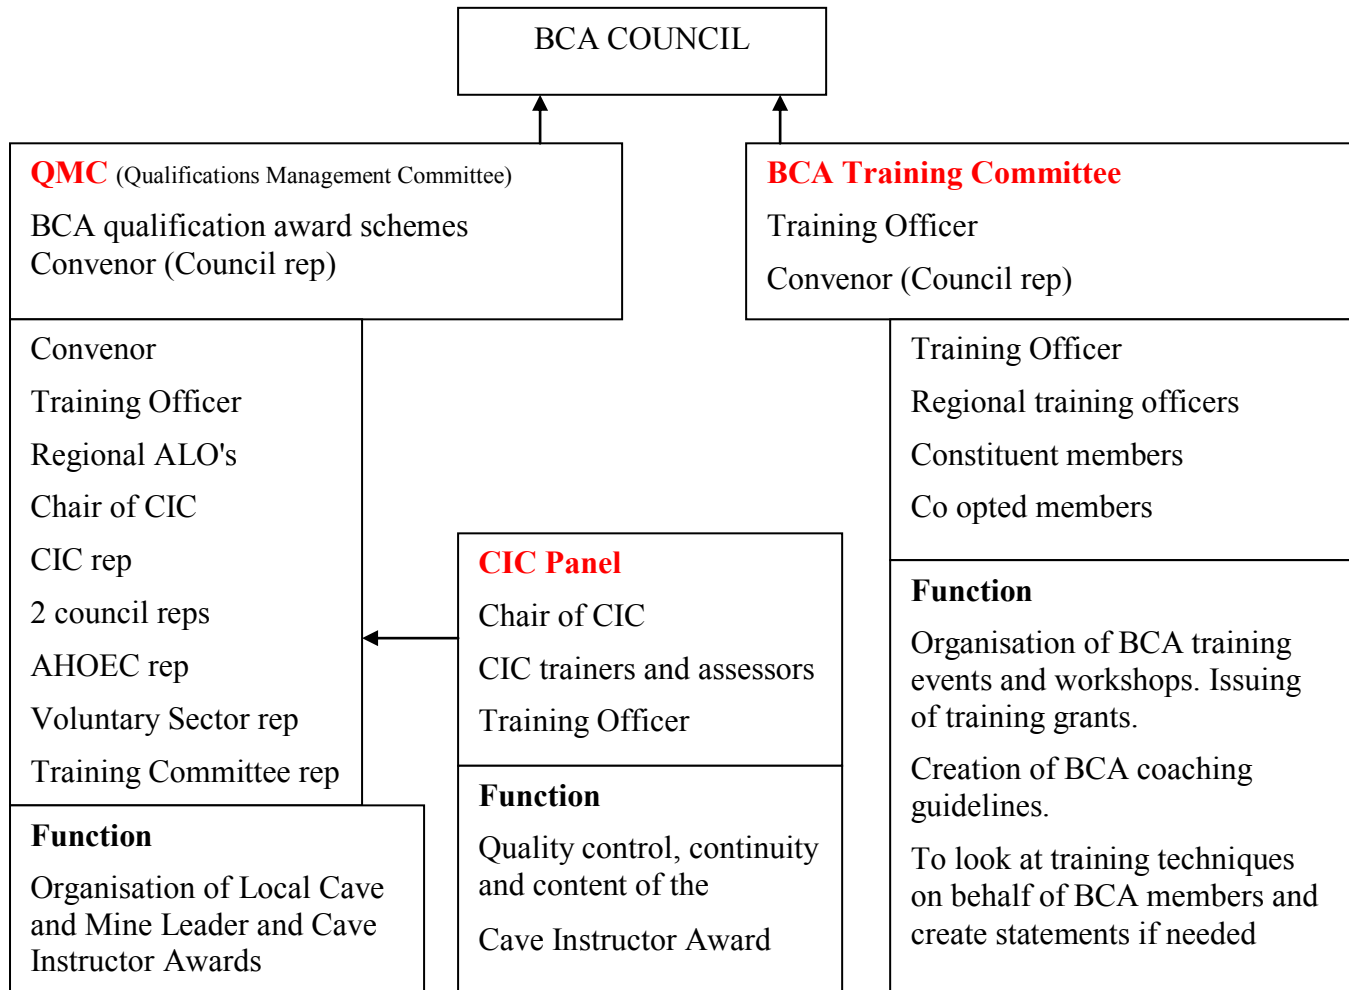 BCA COUNCIL
QMC (Qualifications Management Committee)
BCA qualification award schemes
Convenor (Council rep)
BCA Training Committee
Training Officer
Convenor (Council rep)
Convenor
Training Officer
Regional ALO's
Chair of CIC
CIC rep
2 council reps
AHOEC rep
Voluntary Sector rep
Training Committee rep
Function
Organisation of Local Cave
and Mine Leader and Cave
Instructor Awards
CIC Panel
Chair of CIC
CIC trainers and assessors
Training Officer
Function
Quality control, continuity
and content of the
Cave Instructor Award
Training Officer
Regional training officers
Constituent members
Co opted members
Function
Organisation of BCA training
events and workshops. Issuing
of training grants.
Creation of BCA coaching
guidelines.
To look at training techniques
on behalf of BCA members and
create statements if needed